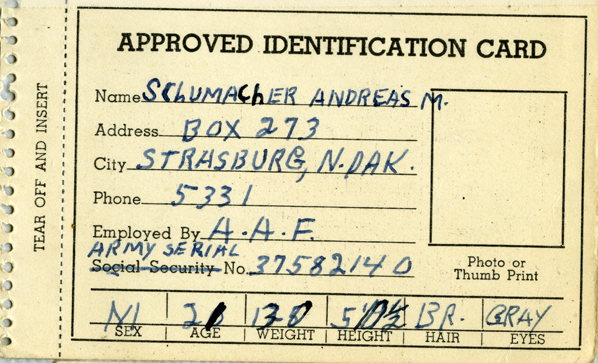 TEAR OFF AND INSERT
APPROVED IDENTIFICATION CARD
Name SCHUMACHER ANDREAS M.
Address BOX 273
City STRASBURG, N. DAK.
Phone 5331
Employed By A.A.F.
ARMY SERIAL
Social Security No. 37582140
Photo or
Thumb Print
M BR. GRAY
SEX AGE WEIGHT HEIGHT HAIR EYES